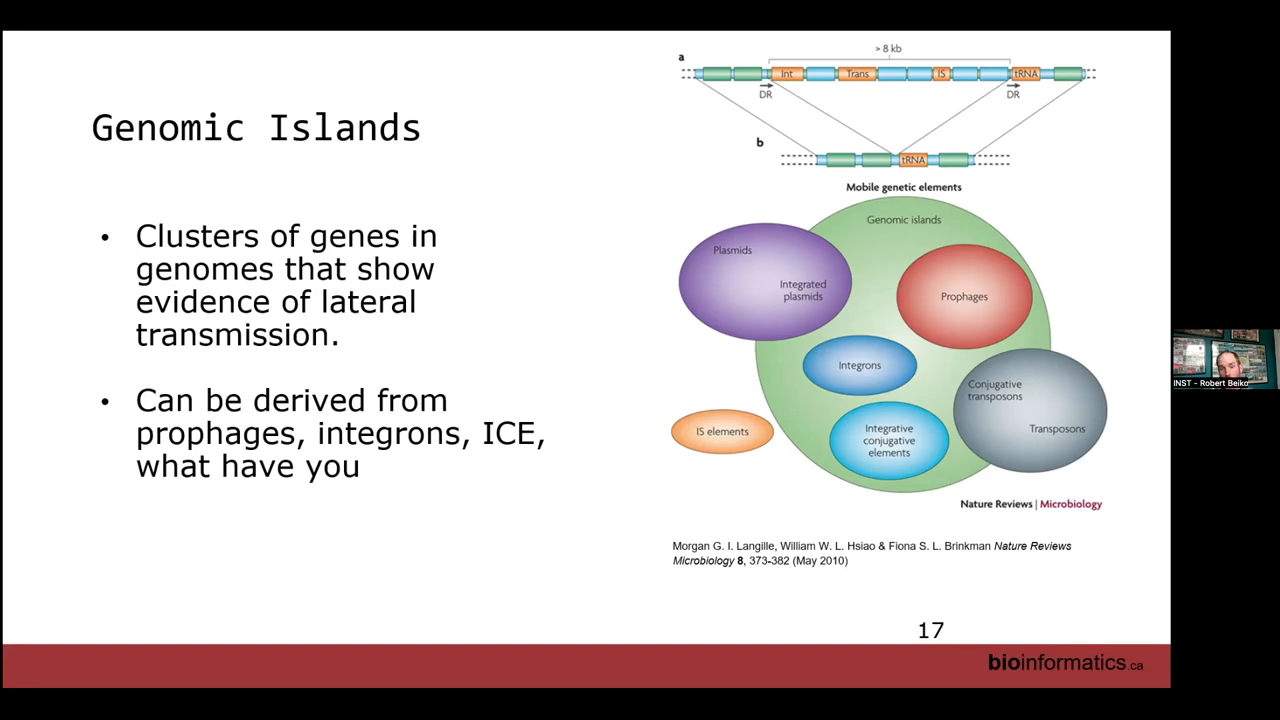 Genomic Islands
• Clusters of genes in
genomes that show
evidence of lateral
transmission.
• Can be derived from
prophages, integrons, ICE,
what have you
> 8 kb
a
Int
Trans
IS
tRNA
DR
DR
b
tRNA
Mobile genetic elements
Genomic islands
Plasmids
Integrated
plasmids
Prophages
Integrons
Conjugative
transposons
Transposons
IS elements
Integrative
conjugative
elements
Nature Reviews | Microbiology
Morgan G. I. Langille, William W. L. Hsiao & Fiona S. L. Brinkman Nature Reviews
Microbiology 8, 373-382 (May 2010)
17
bioinformatics.ca
INST - Robert Beiko